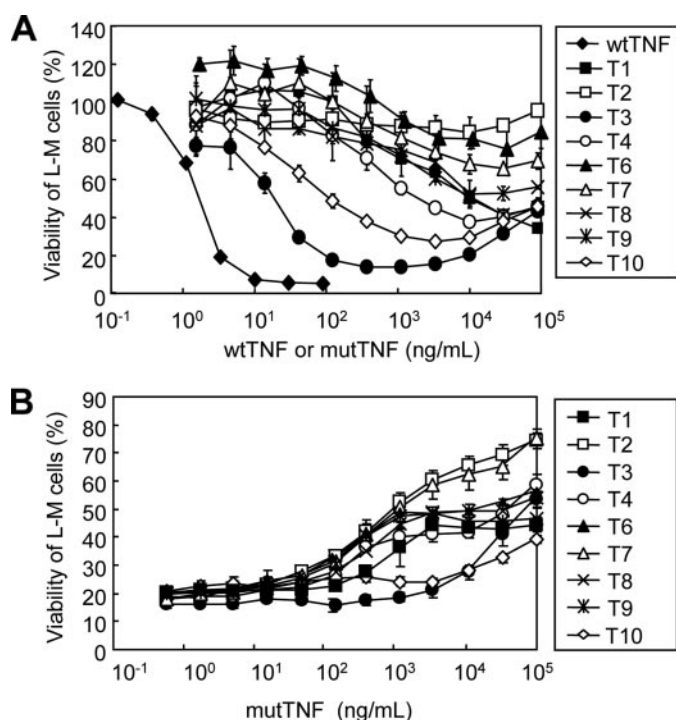 A
Viability of L-M cells (%)
140
120
100
80
60
40
20
0
10-1 100 101 102 103 104 105
wtTNF or mutTNF (ng/mL)
wtTNF
T1
T2
T3
T4
T6
T7
T8
T9
T10
B
Viability of L-M cells (%)
90
80
70
60
50
40
30
20
10
0
10-1 100 101 102 103 104 105
mutTNF (ng/mL)
T1
T2
T3
T4
T6
T7
T8
T9
T10